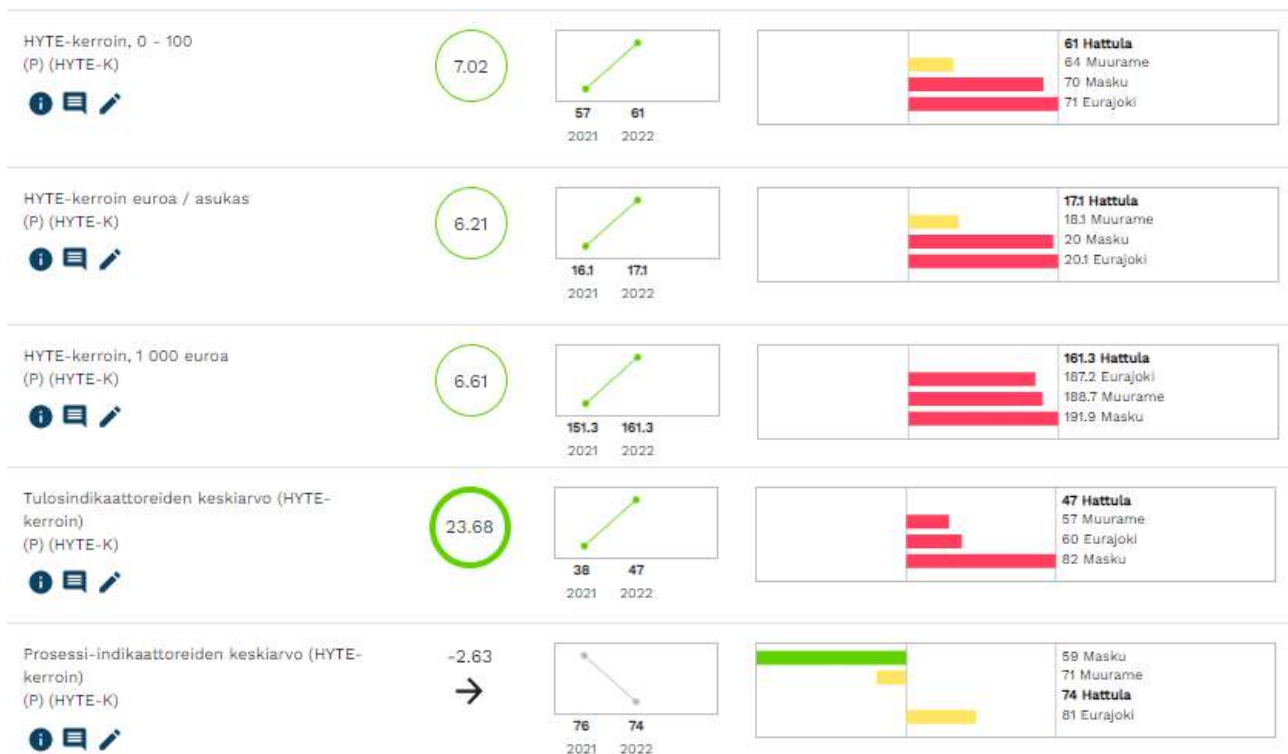 HYTE-kerroin, 0 - 100
(P) (HYTE-K)
7.02
57 61
2021 2022
61 Hattula
64 Muurame
70 Masku
71 Eurajoki
HYTE-kerroin euroa / asukas
(P) (HYTE-K)
6.21
16.1 17.1
2021 2022
17.1 Hattula
18.1 Muurame
20 Masku
20.1 Eurajoki
HYTE-kerroin, 1 000 euroa
(P) (HYTE-K)
6.61
151.3 161.3
2021 2022
161.3 Hattula
187.2 Eurajoki
188.7 Muurame
191.9 Masku
Tulosindikaattoreiden keskiarvo (HYTE-
kerroin)
(P) (HYTE-K)
23.68
38 47
2021 2022
47 Hattula
57 Muurame
60 Eurajoki
82 Masku
Prosessi-indikaattoreiden keskiarvo (HYTE-
kerroin)
(P) (HYTE-K)
-2.63
76 74
2021 2022
59 Masku
71 Muurame
74 Hattula
81 Eurajoki